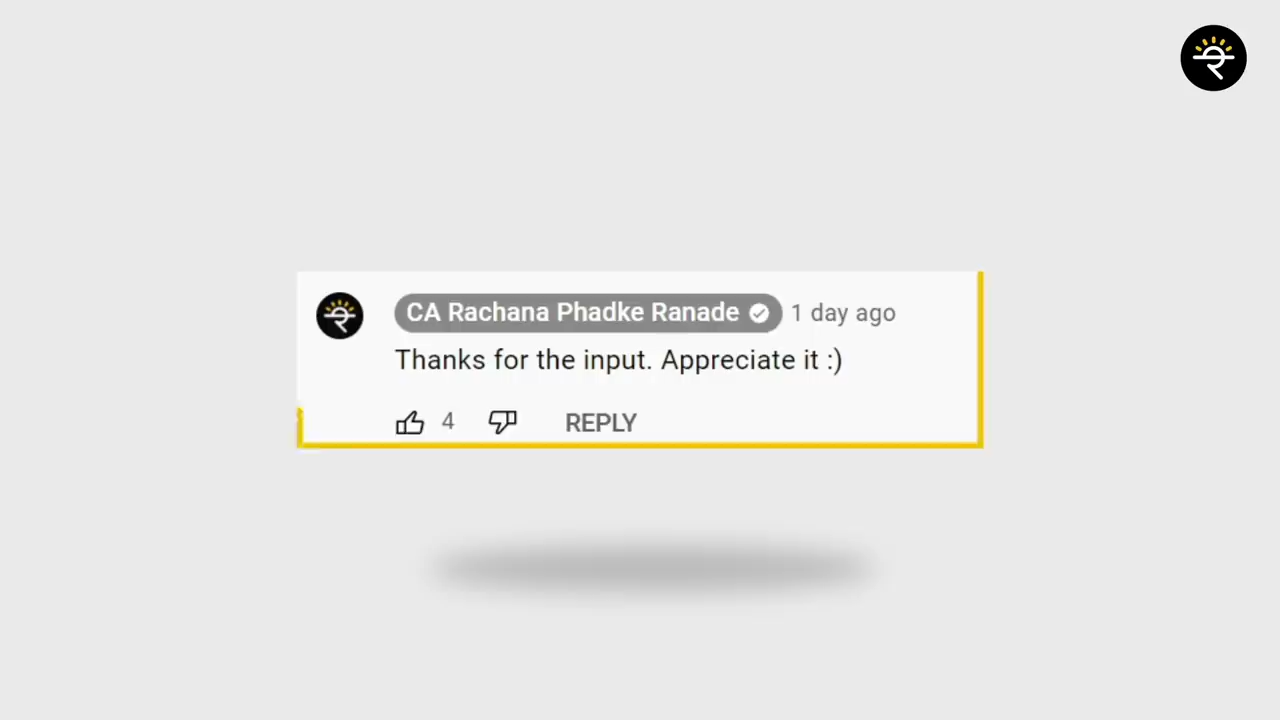 CA Rachana Phadke Ranade 1 day ago
Thanks for the input. Appreciate it :)
4 REPLY